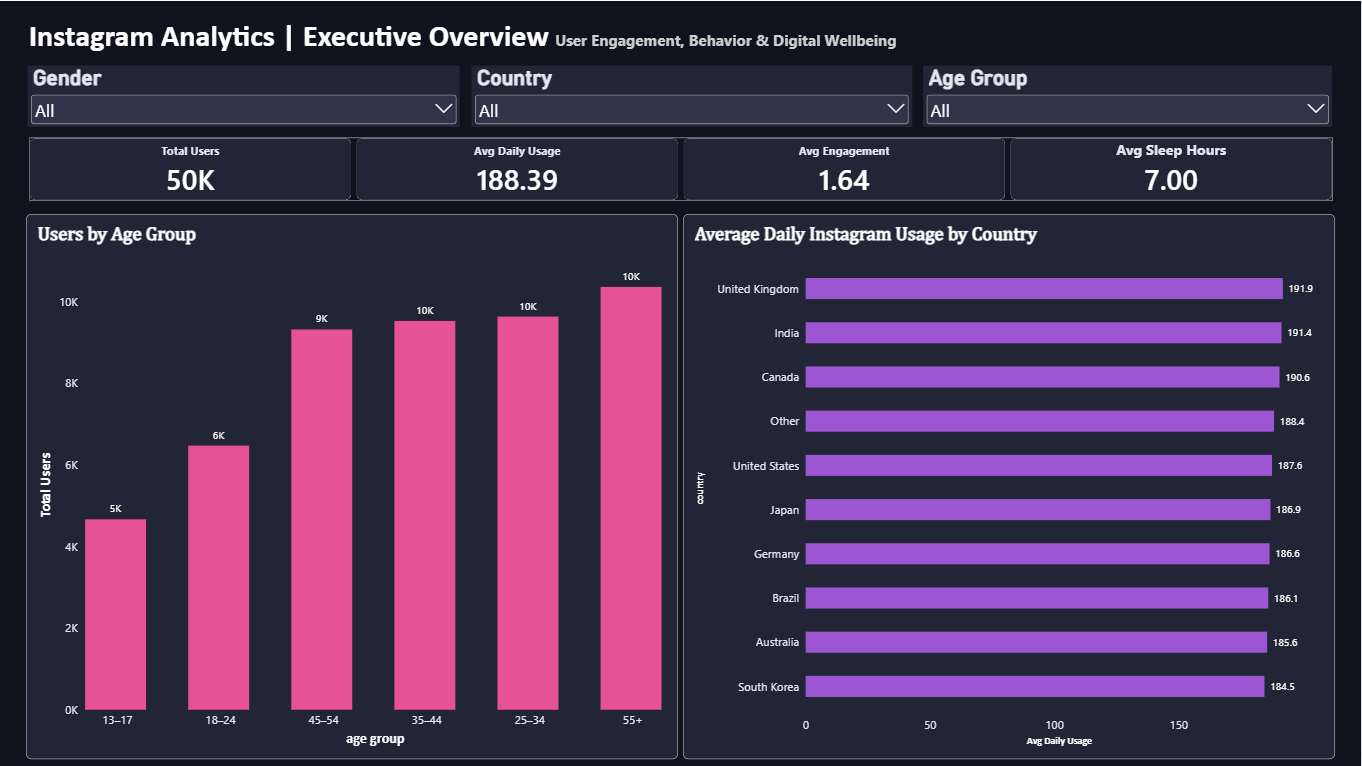 Instagram Analytics | Executive Overview User Engagement, Behavior & Digital Wellbeing
Gender
All
Country
All
Age Group
All
Total Users
50K
Avg Daily Usage
188.39
Avg Engagement
1.64
Avg Sleep Hours
7.00
Users by Age Group
Total Users
10K
8K
6K
4K
2K
0K
5K
6K
9K
10K
10K
10K
13–17
18–24
45–54
35–44
25–34
55+
age group
Average Daily Instagram Usage by Country
country
United Kingdom 191.9
India 191.4
Canada 190.6
Other 188.4
United States 187.6
Japan 186.9
Germany 186.6
Brazil 186.1
Australia 185.6
South Korea 184.5
0 50 100 150
Avg Daily Usage